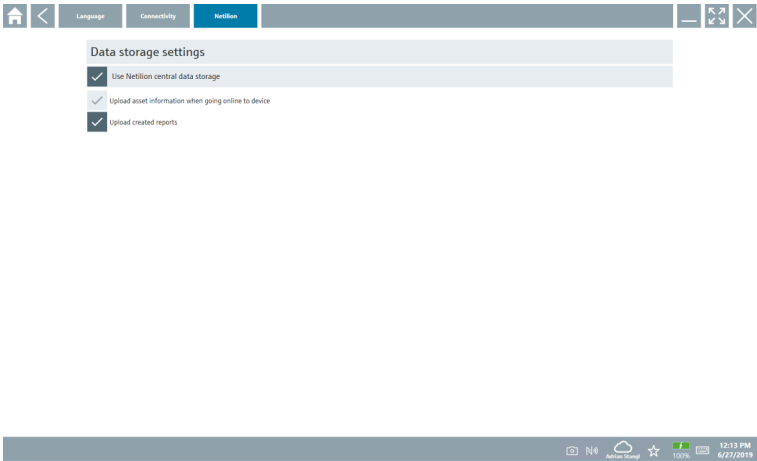 Language
Connectivity
Netilion
Data storage settings
Use Netilion central data storage
Upload asset information when going online to device
Upload created reports
Adrian Stangl
100%
12:13 PM
6/27/2019